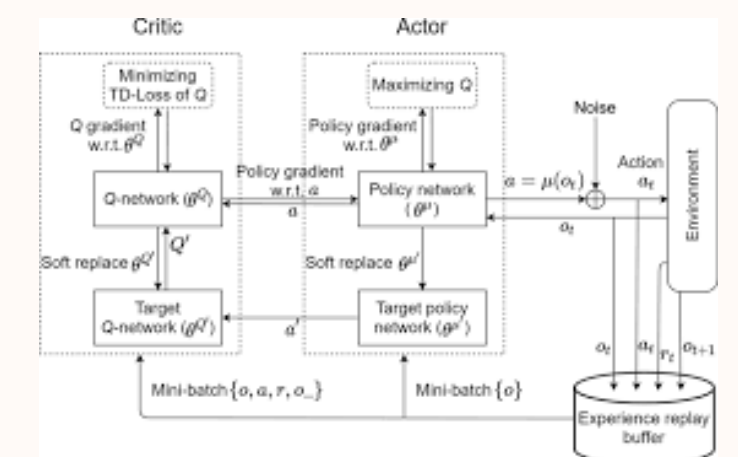 Critic
Actor
Minimizing
TD-Loss of Q
Maximizing Q
Q gradient
w.r.t. θ^Q
Policy gradient
w.r.t. θ^μ
Noise
Policy gradient
w.r.t. a
a
Q-network (θ^Q)
Policy network
(θ^μ)
a = μ(o_t)
Action
a_t
o_t
Environment
Q′
Soft replace θ^Q′
Soft replace θ^μ′
Target
Q-network (θ^Q′)
a′
Target policy
network (θ^μ′)
o_t
a_t
r_t
o_{t+1}
Mini-batch {o, a, r, o_}
Mini-batch {o}
Experience replay
buffer